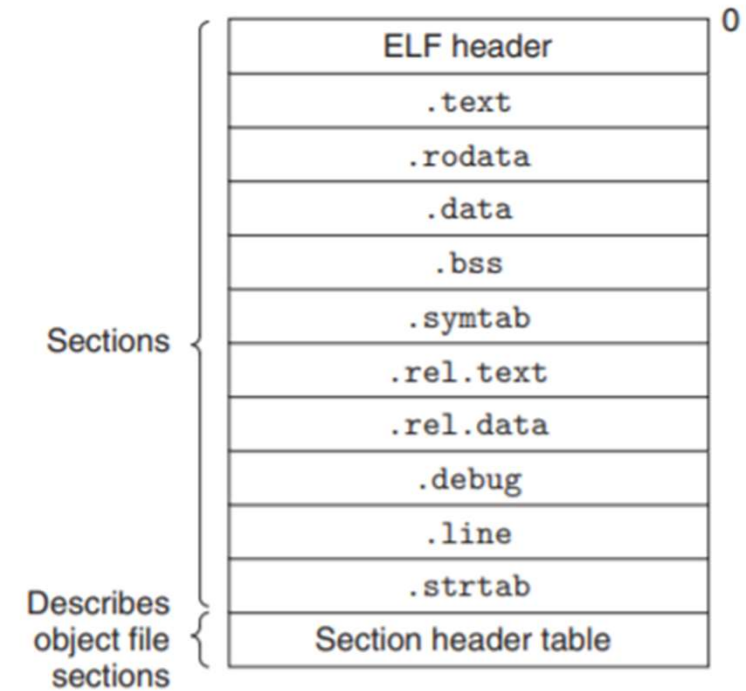 0
ELF header
.text
.rodata
.data
.bss
.symtab
Sections
.rel.text
.rel.data
.debug
.line
.strtab
Describes
object file
sections
Section header table